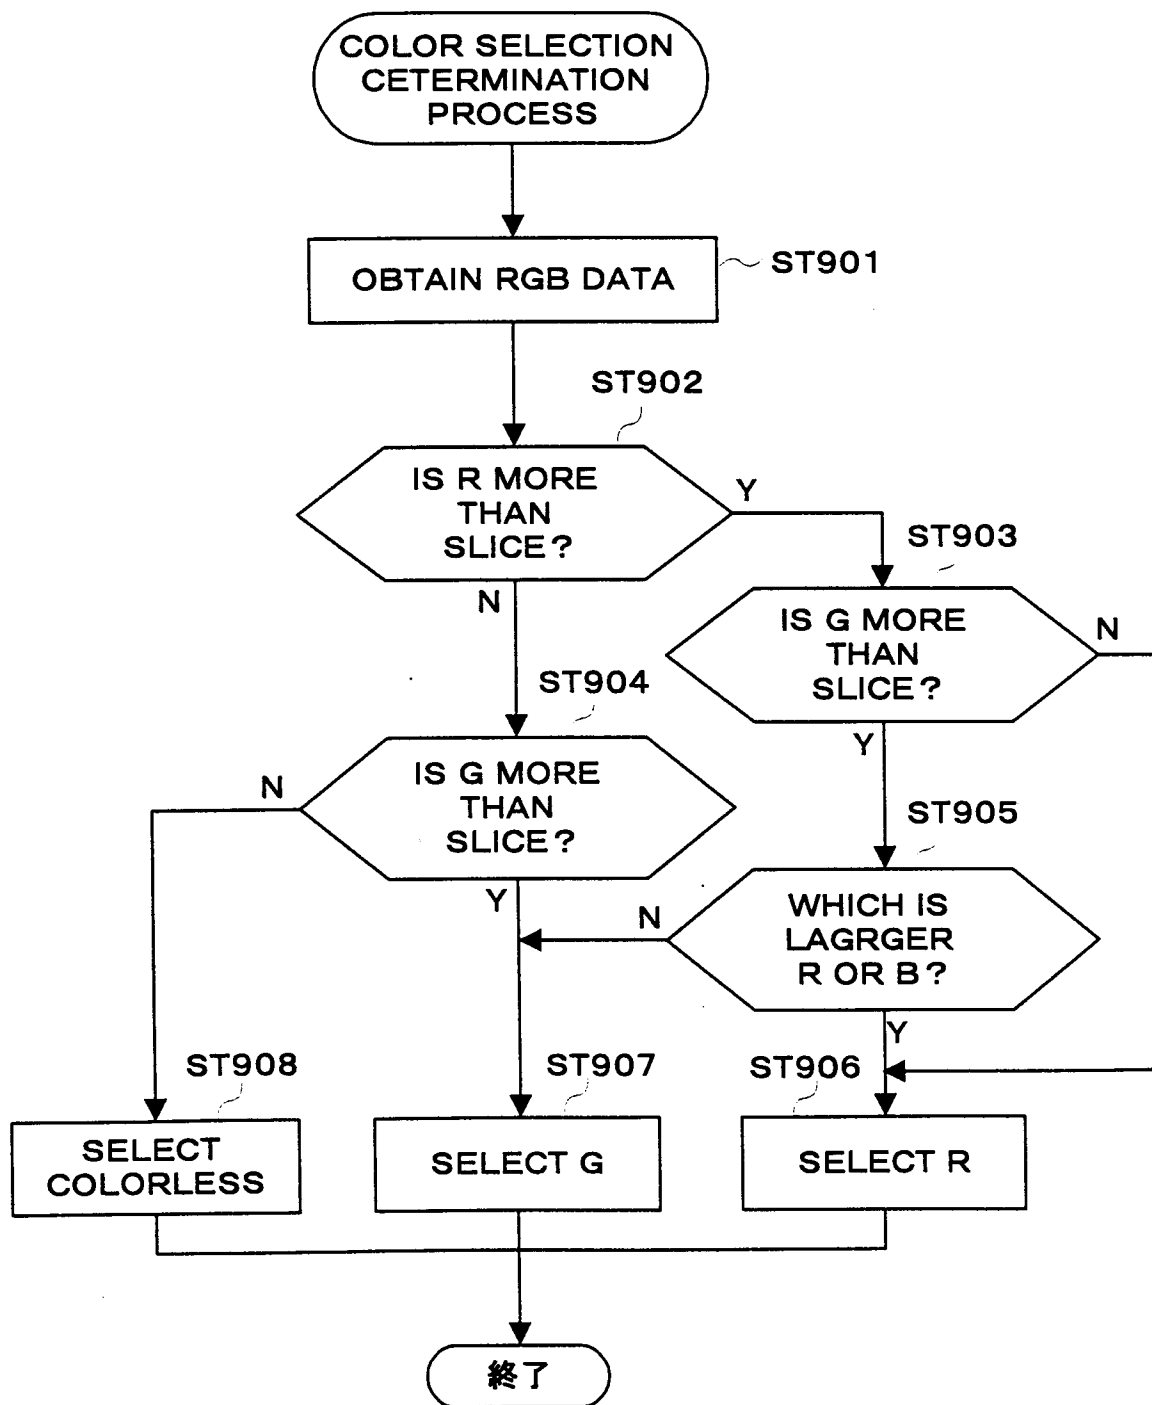 COLOR SELECTION
CETERMINATION
PROCESS
OBTAIN RGB DATA
ST901
ST902
IS R MORE
THAN
SLICE?
Y
N
ST903
IS G MORE
THAN
SLICE?
N
Y
ST904
IS G MORE
THAN
SLICE?
N
Y
ST905
WHICH IS
LAGRGER
R OR B?
N
Y
ST908
SELECT
COLORLESS
ST907
SELECT G
ST906
SELECT R
終了